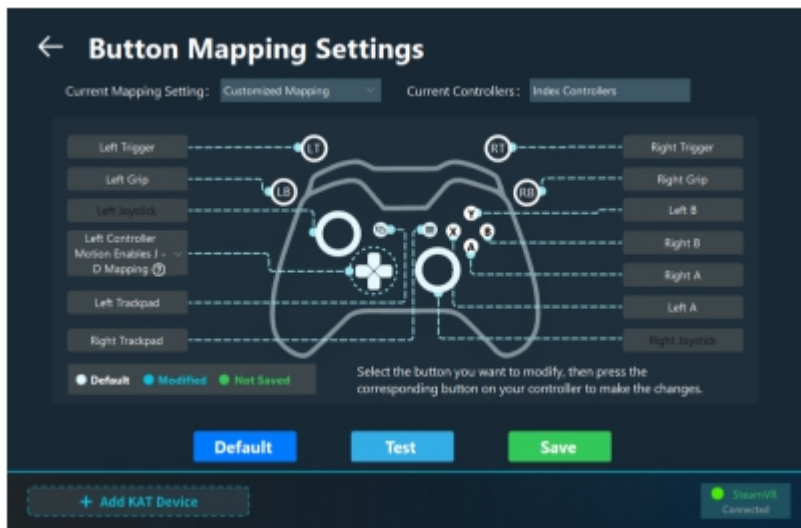 Button Mapping Settings
Current Mapping Setting: Customized Mapping Current Controllers: Index Controllers
Left Trigger LT RT Right Trigger
Left Grip LB RB Right Grip
Left Joystick Y Left B
Left Controller
Motion Enables J -
D Mapping ?
X B Right B
A Right A
Left Trackpad Left A
Right Trackpad Right Joystick
Default Modified Not Saved
Select the button you want to modify, then press the
corresponding button on your controller to make the changes.
Default Test Save
+ Add KAT Device
SteamVR
Connected